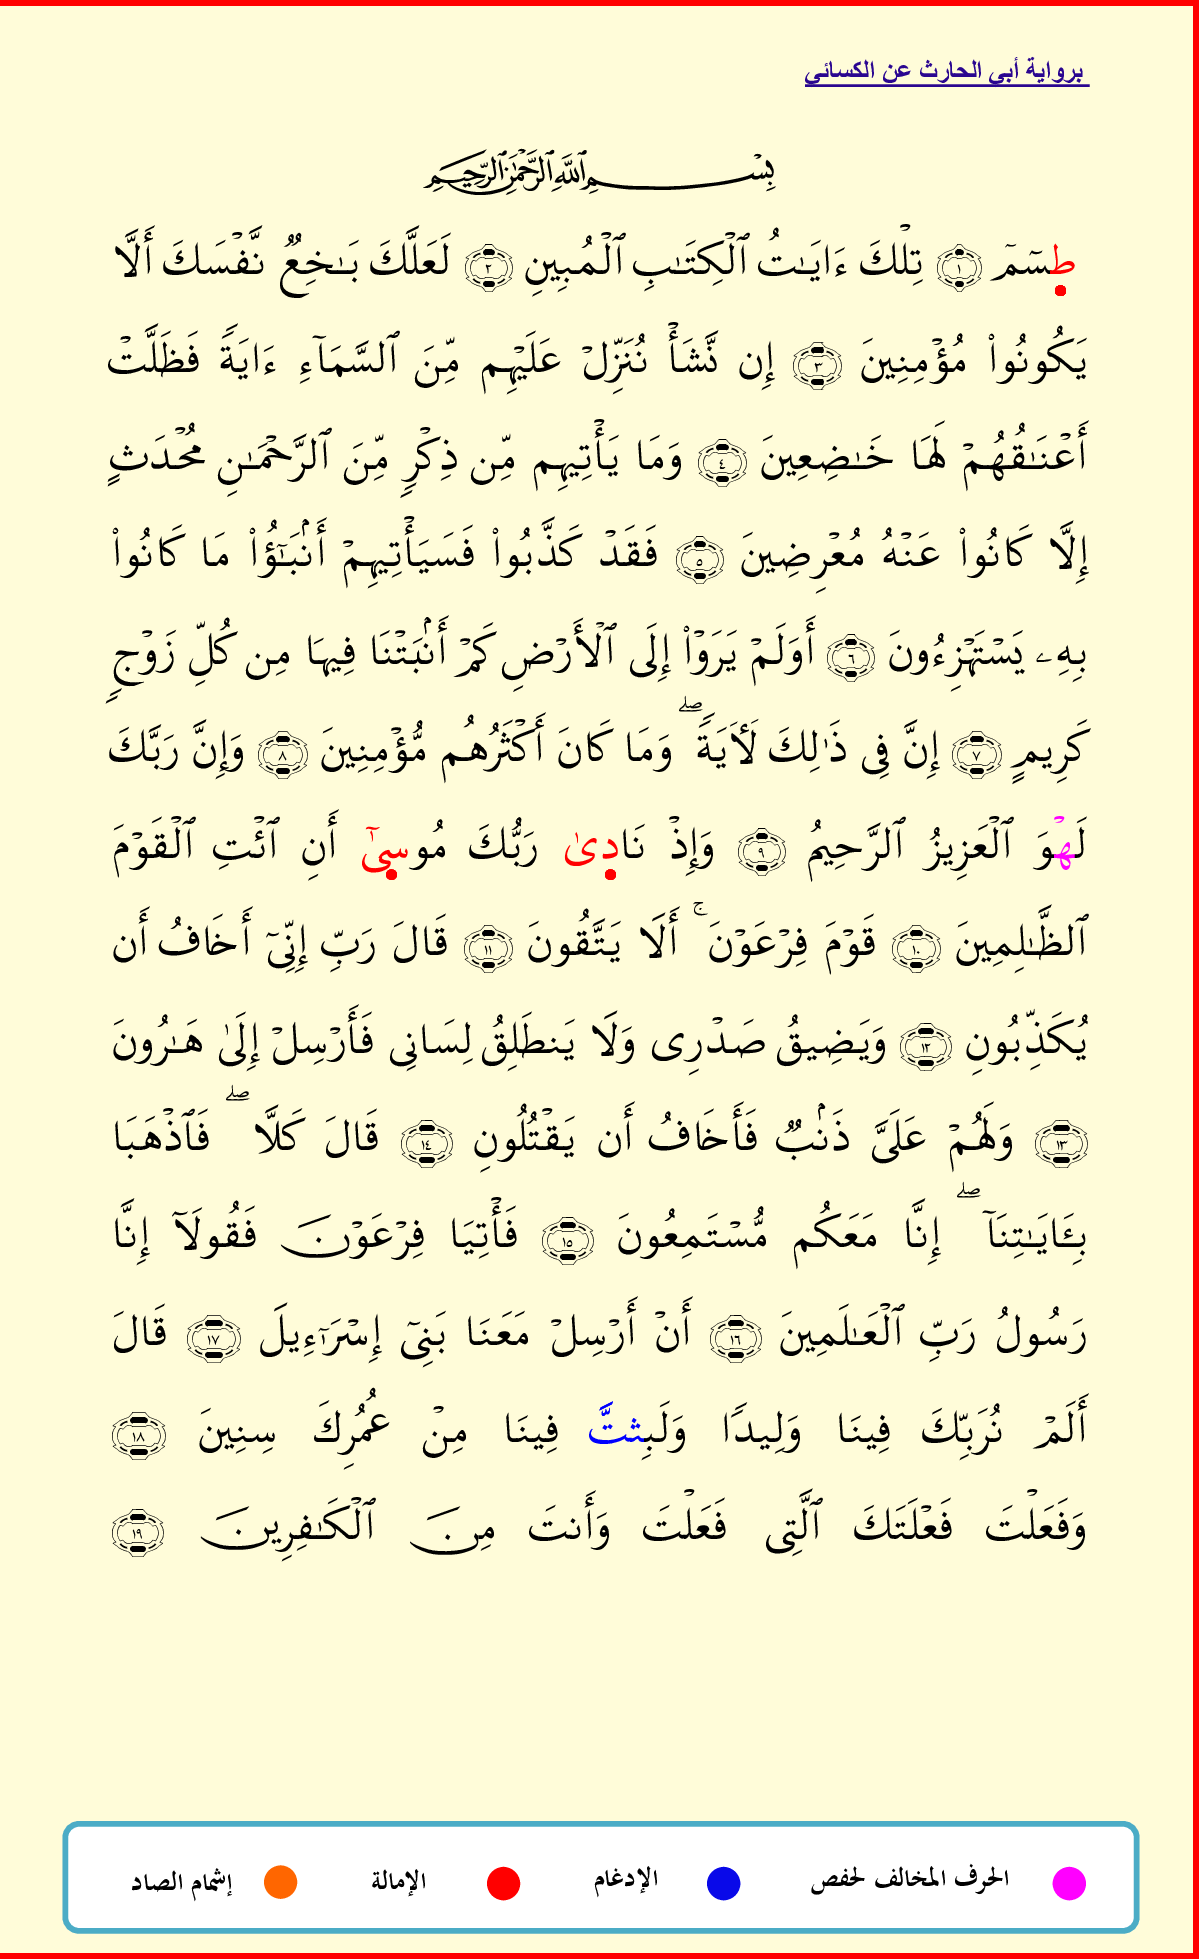 برواية أبي الحارث عن الكسائي
بِسْمِ ٱللَّهِ ٱلرَّحْمَٰنِ ٱلرَّحِيمِ
طسٓمٓ ١ تِلْكَ ءَايَٰتُ ٱلْكِتَٰبِ ٱلْمُبِينِ ٢ لَعَلَّكَ بَٰخِعٌ نَّفْسَكَ أَلَّا
يَكُونُوا۟ مُؤْمِنِينَ ٣ إِن نَّشَأْ نُنَزِّلْ عَلَيْهِم مِّنَ ٱلسَّمَآءِ ءَايَةً فَظَلَّتْ
أَعْنَٰقُهُمْ لَهَا خَٰضِعِينَ ٤ وَمَا يَأْتِيهِم مِّن ذِكْرٍ مِّنَ ٱلرَّحْمَٰنِ مُحْدَثٍ
إِلَّا كَانُوا۟ عَنْهُ مُعْرِضِينَ ٥ فَقَدْ كَذَّبُوا۟ فَسَيَأْتِيهِمْ أَنۢبَٰٓؤُا۟ مَا كَانُوا۟
بِهِۦ يَسْتَهْزِءُونَ ٦ أَوَلَمْ يَرَوْا۟ إِلَى ٱلْأَرْضِ كَمْ أَنۢبَتْنَا فِيهَا مِن كُلِّ زَوْجٍ
كَرِيمٍ ٧ إِنَّ فِى ذَٰلِكَ لَأَيَةً ۖ وَمَا كَانَ أَكْثَرُهُم مُّؤْمِنِينَ ٨ وَإِنَّ رَبَّكَ
لَهْوَ ٱلْعَزِيزُ ٱلرَّحِيمُ ٩ وَإِذْ نَادِىٰ رَبُّكَ مُوسِىٰٓ أَنِ ٱئْتِ ٱلْقَوْمَ
ٱلظَّٰلِمِينَ ١٠ قَوْمَ فِرْعَوْنَ ۚ أَلَا يَتَّقُونَ ١١ قَالَ رَبِّ إِنِّىٓ أَخَافُ أَن
يُكَذِّبُونِ ١٢ وَيَضِيقُ صَدْرِى وَلَا يَنطَلِقُ لِسَانِى فَأَرْسِلْ إِلَىٰ هَٰرُونَ
١٣ وَلَهُمْ عَلَىَّ ذَنۢبٌ فَأَخَافُ أَن يَقْتُلُونِ ١٤ قَالَ كَلَّا ۖ فَٱذْهَبَا
بِـَٔايَٰتِنَآ ۖ إِنَّا مَعَكُم مُّسْتَمِعُونَ ١٥ فَأْتِيَا فِرْعَوْنَ فَقُولَآ إِنَّا
رَسُولُ رَبِّ ٱلْعَٰلَمِينَ ١٦ أَنْ أَرْسِلْ مَعَنَا بَنِىٓ إِسْرَٰٓءِيلَ ١٧ قَالَ
أَلَمْ نُرَبِّكَ فِينَا وَلِيدًا وَلَبِثتَّ فِينَا مِنْ عُمُرِكَ سِنِينَ ١٨
وَفَعَلْتَ فَعْلَتَكَ ٱلَّتِى فَعَلْتَ وَأَنتَ مِنَ ٱلْكَٰفِرِينَ ١٩
الحرف المخالف لحفص الإدغام الإمالة إشمام الصاد